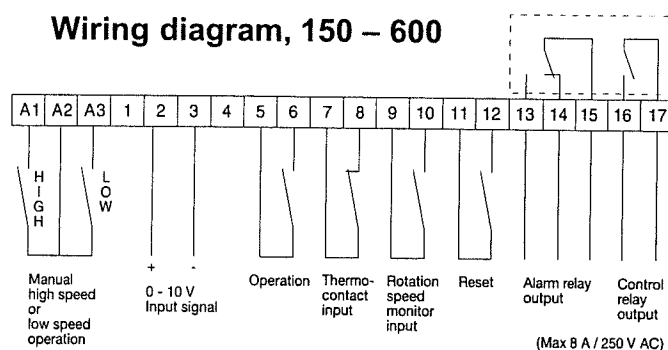 Wiring diagram, 150 – 600
A1 A2 A3 1 2 3 4 5 6 7 8 9 10 11 12 13 14 15 16 17
HIGH
LOW
+ -
Manual
high speed
or
low speed
operation
0 - 10 V
Input signal
Operation
Thermo-
contact
input
Rotation
speed
monitor
input
Reset
Alarm relay
output
Control
relay
output
(Max 8 A / 250 V AC)